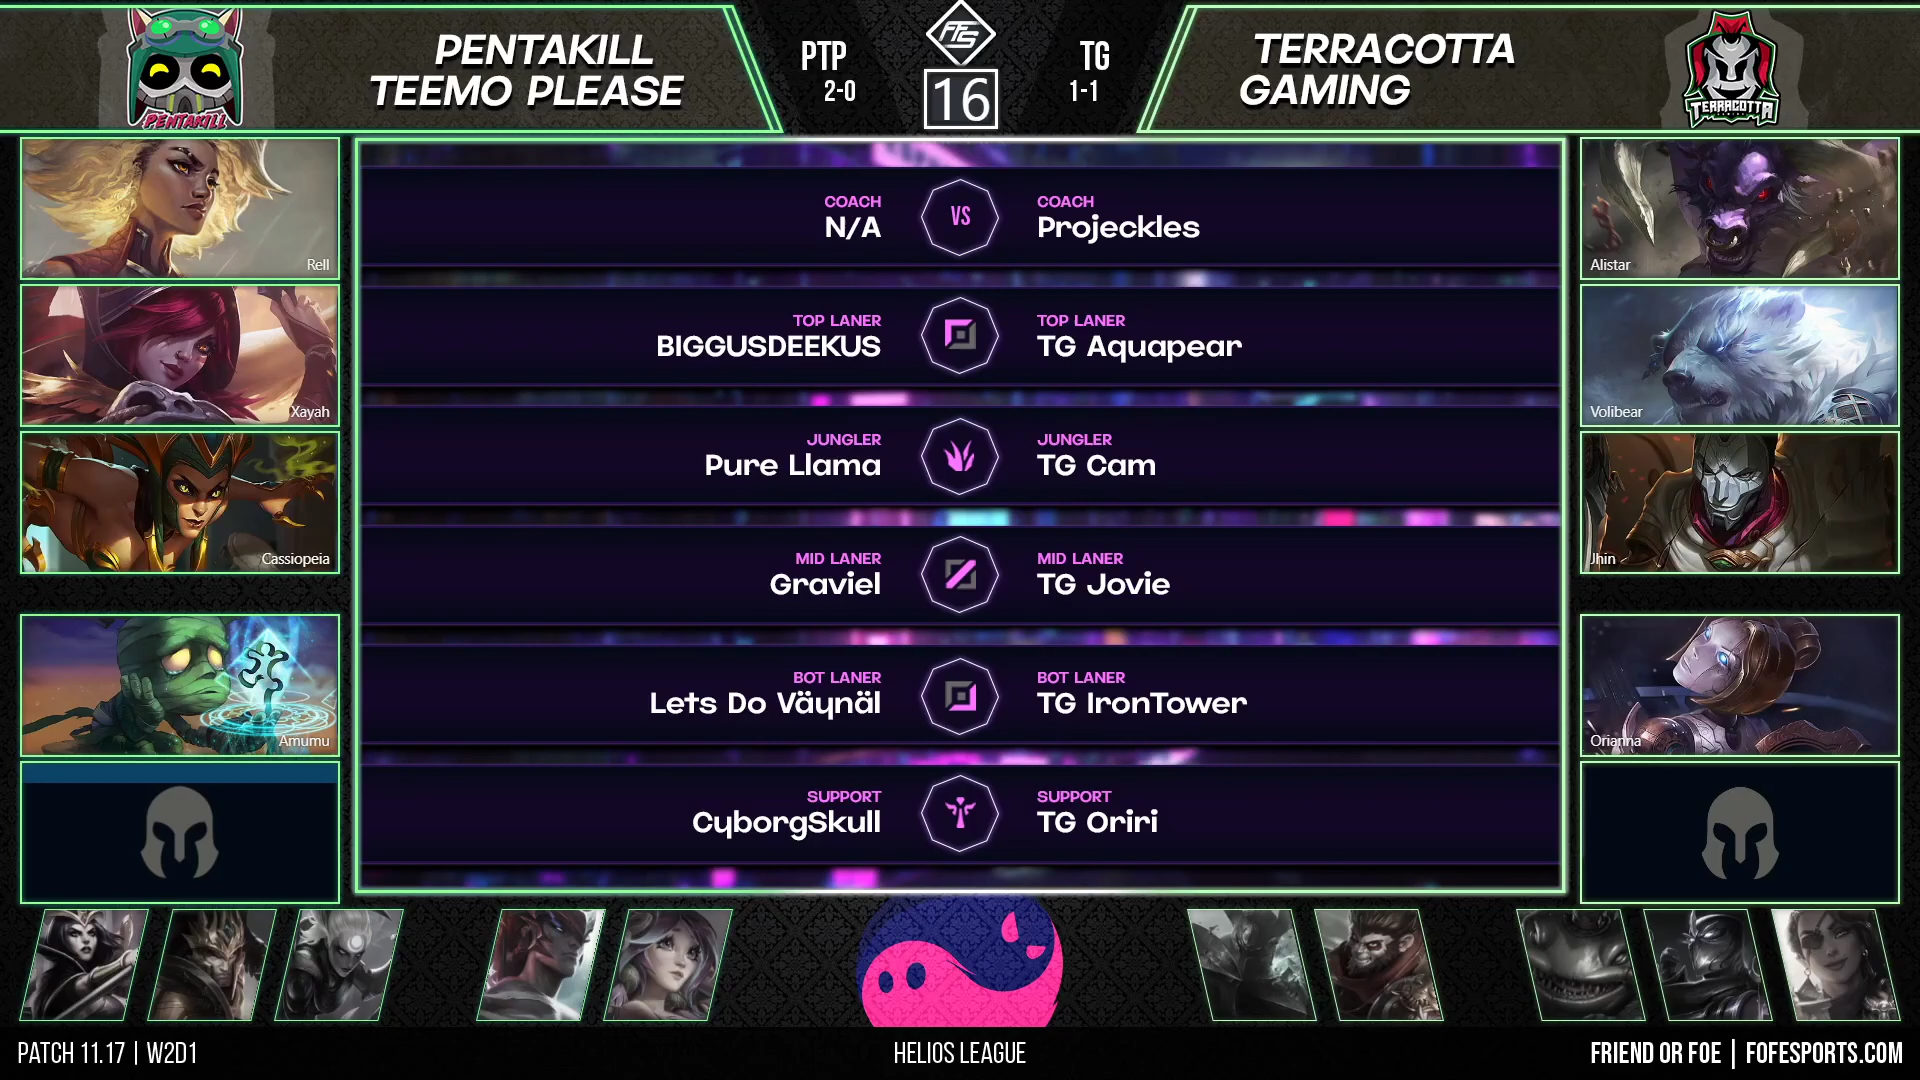 PENTAKILL
TEEMO PLEASE
PENTAKILL
PTP
2-0
FFS
16
TG
1-1
TERRACOTTA
GAMING
TERRACOTTA
Rell
Xayah
Cassiopeia
Amumu
COACH
N/A
VS
COACH
Projeckles
TOP LANER
BIGGUSDEEKUS
TOP LANER
TG Aquapear
JUNGLER
Pure Llama
JUNGLER
TG Cam
MID LANER
Graviel
MID LANER
TG Jovie
BOT LANER
Lets Do Väynäl
BOT LANER
TG IronTower
SUPPORT
CyborgSkull
SUPPORT
TG Oriri
Alistar
Volibear
Jhin
Orianna
PATCH 11.17 | W2D1
HELIOS LEAGUE
FRIEND OR FOE | FOFESPORTS.COM